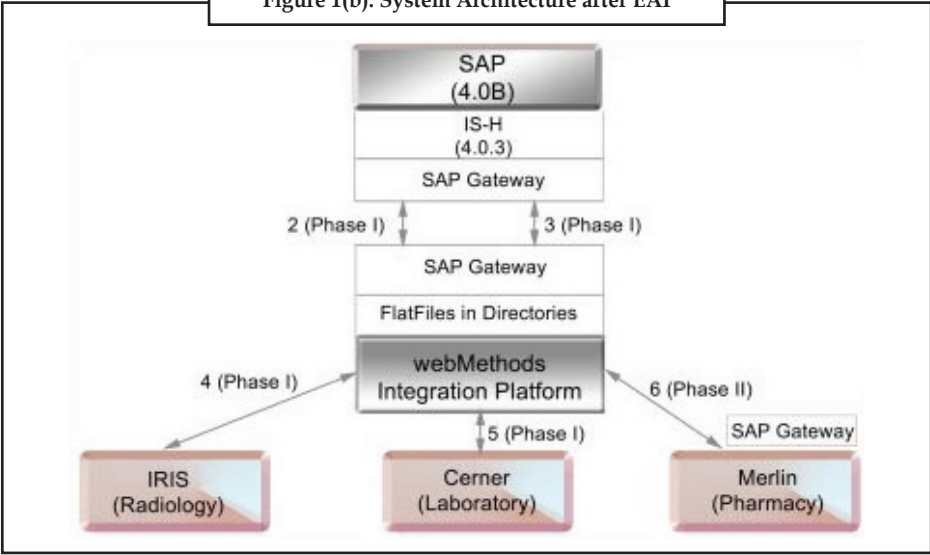 Figure 1(b): System Architecture after EAI
SAP
(4.0B)
IS-H
(4.0.3)
SAP Gateway
2 (Phase I)
3 (Phase I)
SAP Gateway
FlatFiles in Directories
webMethods
Integration Platform
4 (Phase I)
5 (Phase I)
6 (Phase II)
SAP Gateway
IRIS
(Radiology)
Cerner
(Laboratory)
Merlin
(Pharmacy)